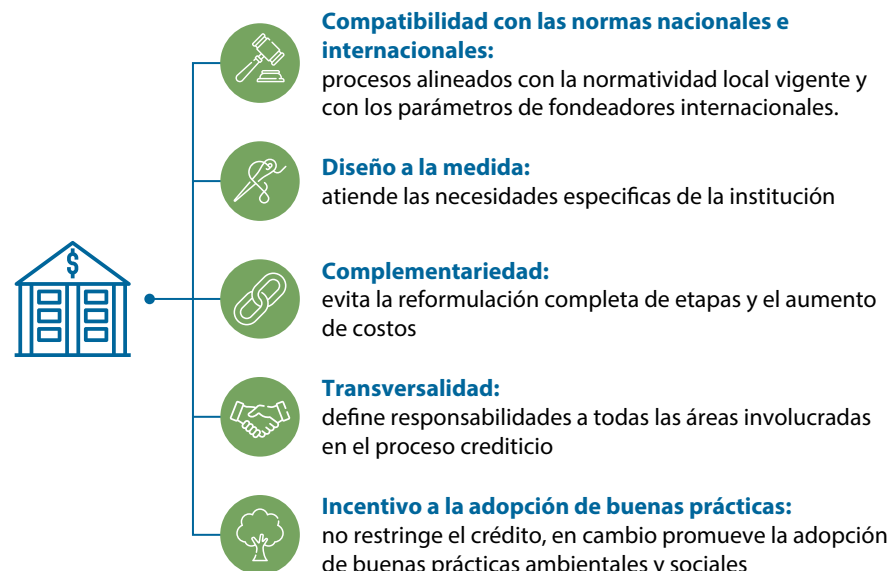 Compatibilidad con las normas nacionales e
internacionales:
procesos alineados con la normatividad local vigente y
con los parámetros de fondeadores internacionales.
Diseño a la medida:
atiende las necesidades especificas de la institución
$
Complementariedad:
evita la reformulación completa de etapas y el aumento
de costos
Transversalidad:
define responsabilidades a todas las áreas involucradas
en el proceso crediticio
Incentivo a la adopción de buenas prácticas:
no restringe el crédito, en cambio promueve la adopción
de buenas prácticas ambientales y sociales